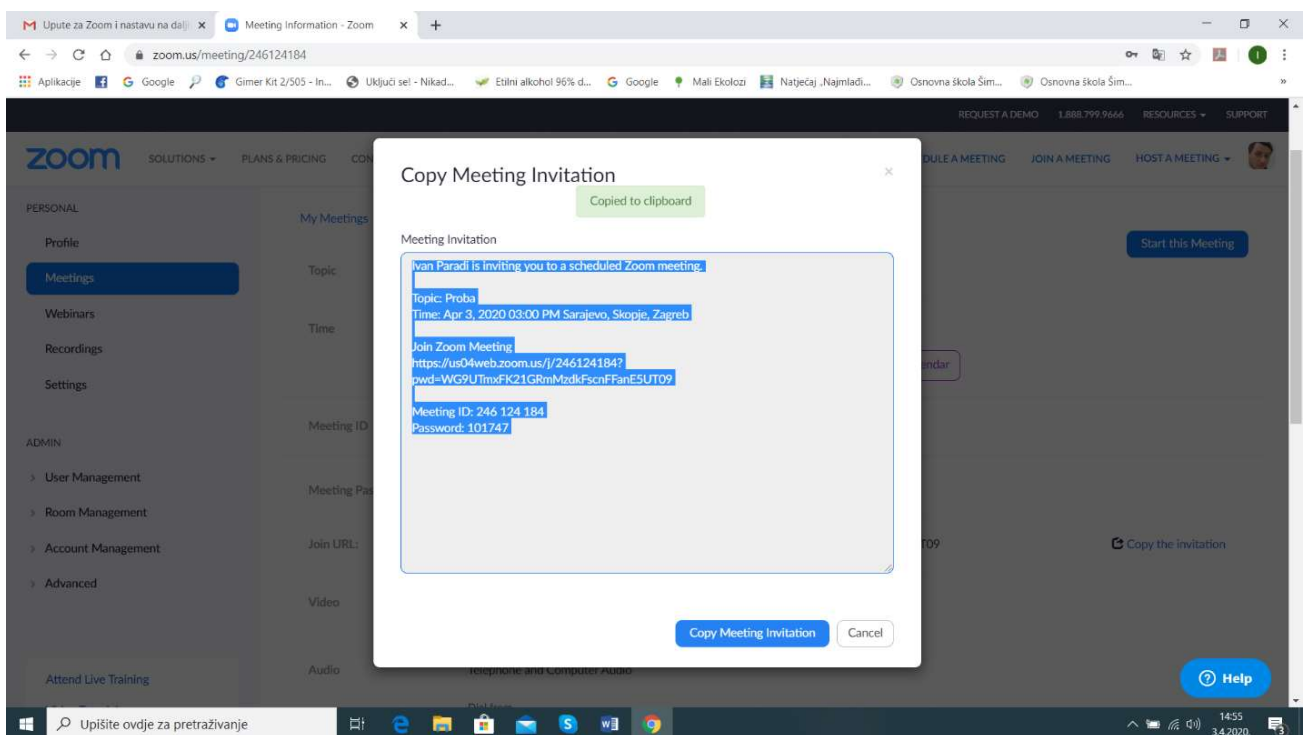 Upute za Zoom i nastavu na dalj
Meeting Information - Zoom
zoom.us/meeting/246124184
Aplikacije
Google
Gimer Kit 2/505 - In...
Uključi se! - Nikad...
Etilni alkohol 96% d...
Google
Mali Ekolozi
Natječaj „Najmlađi...
Osnovna škola Šim...
Osnovna škola Šim...
»
REQUEST A DEMO 1.888.799.9666 RESOURCES SUPPORT
zoom SOLUTIONS PLANS & PRICING CON DULE A MEETING JOIN A MEETING HOST A MEETING
Copy Meeting Invitation
Copied to clipboard
PERSONAL
Profile
Meetings
Webinars
Recordings
Settings
ADMIN
User Management
Room Management
Account Management
Advanced
Attend Live Training
My Meetings
Start this Meeting
Topic
Time
endar
Meeting ID
Meeting Pas
Join URL:
T09
Copy the invitation
Video
Audio
Telephone and Computer Audio
Meeting Invitation
Ivan Paradi is inviting you to a scheduled Zoom meeting.
Topic: Proba
Time: Apr 3, 2020 03:00 PM Sarajevo, Skopje, Zagreb
Join Zoom Meeting
https://us04web.zoom.us/j/246124184?
pwd=WG9UTmxFK21GRmMzdkFscnFFanE5UT09
Meeting ID: 246 124 184
Password: 101747
Copy Meeting Invitation
Cancel
Help
Upišite ovdje za pretraživanje
14:55
3.4.2020.